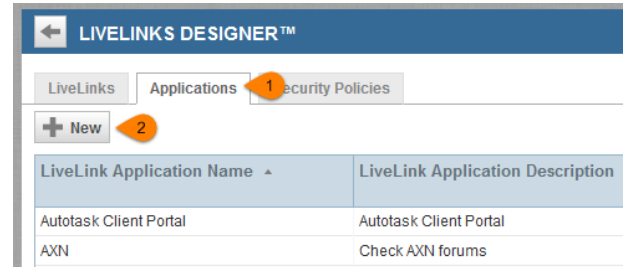 LIVELINKS DESIGNER™
LiveLinks Applications 1 ecurity Policies
New 2
LiveLink Application Name LiveLink Application Description
Autotask Client Portal Autotask Client Portal
AXN Check AXN forums